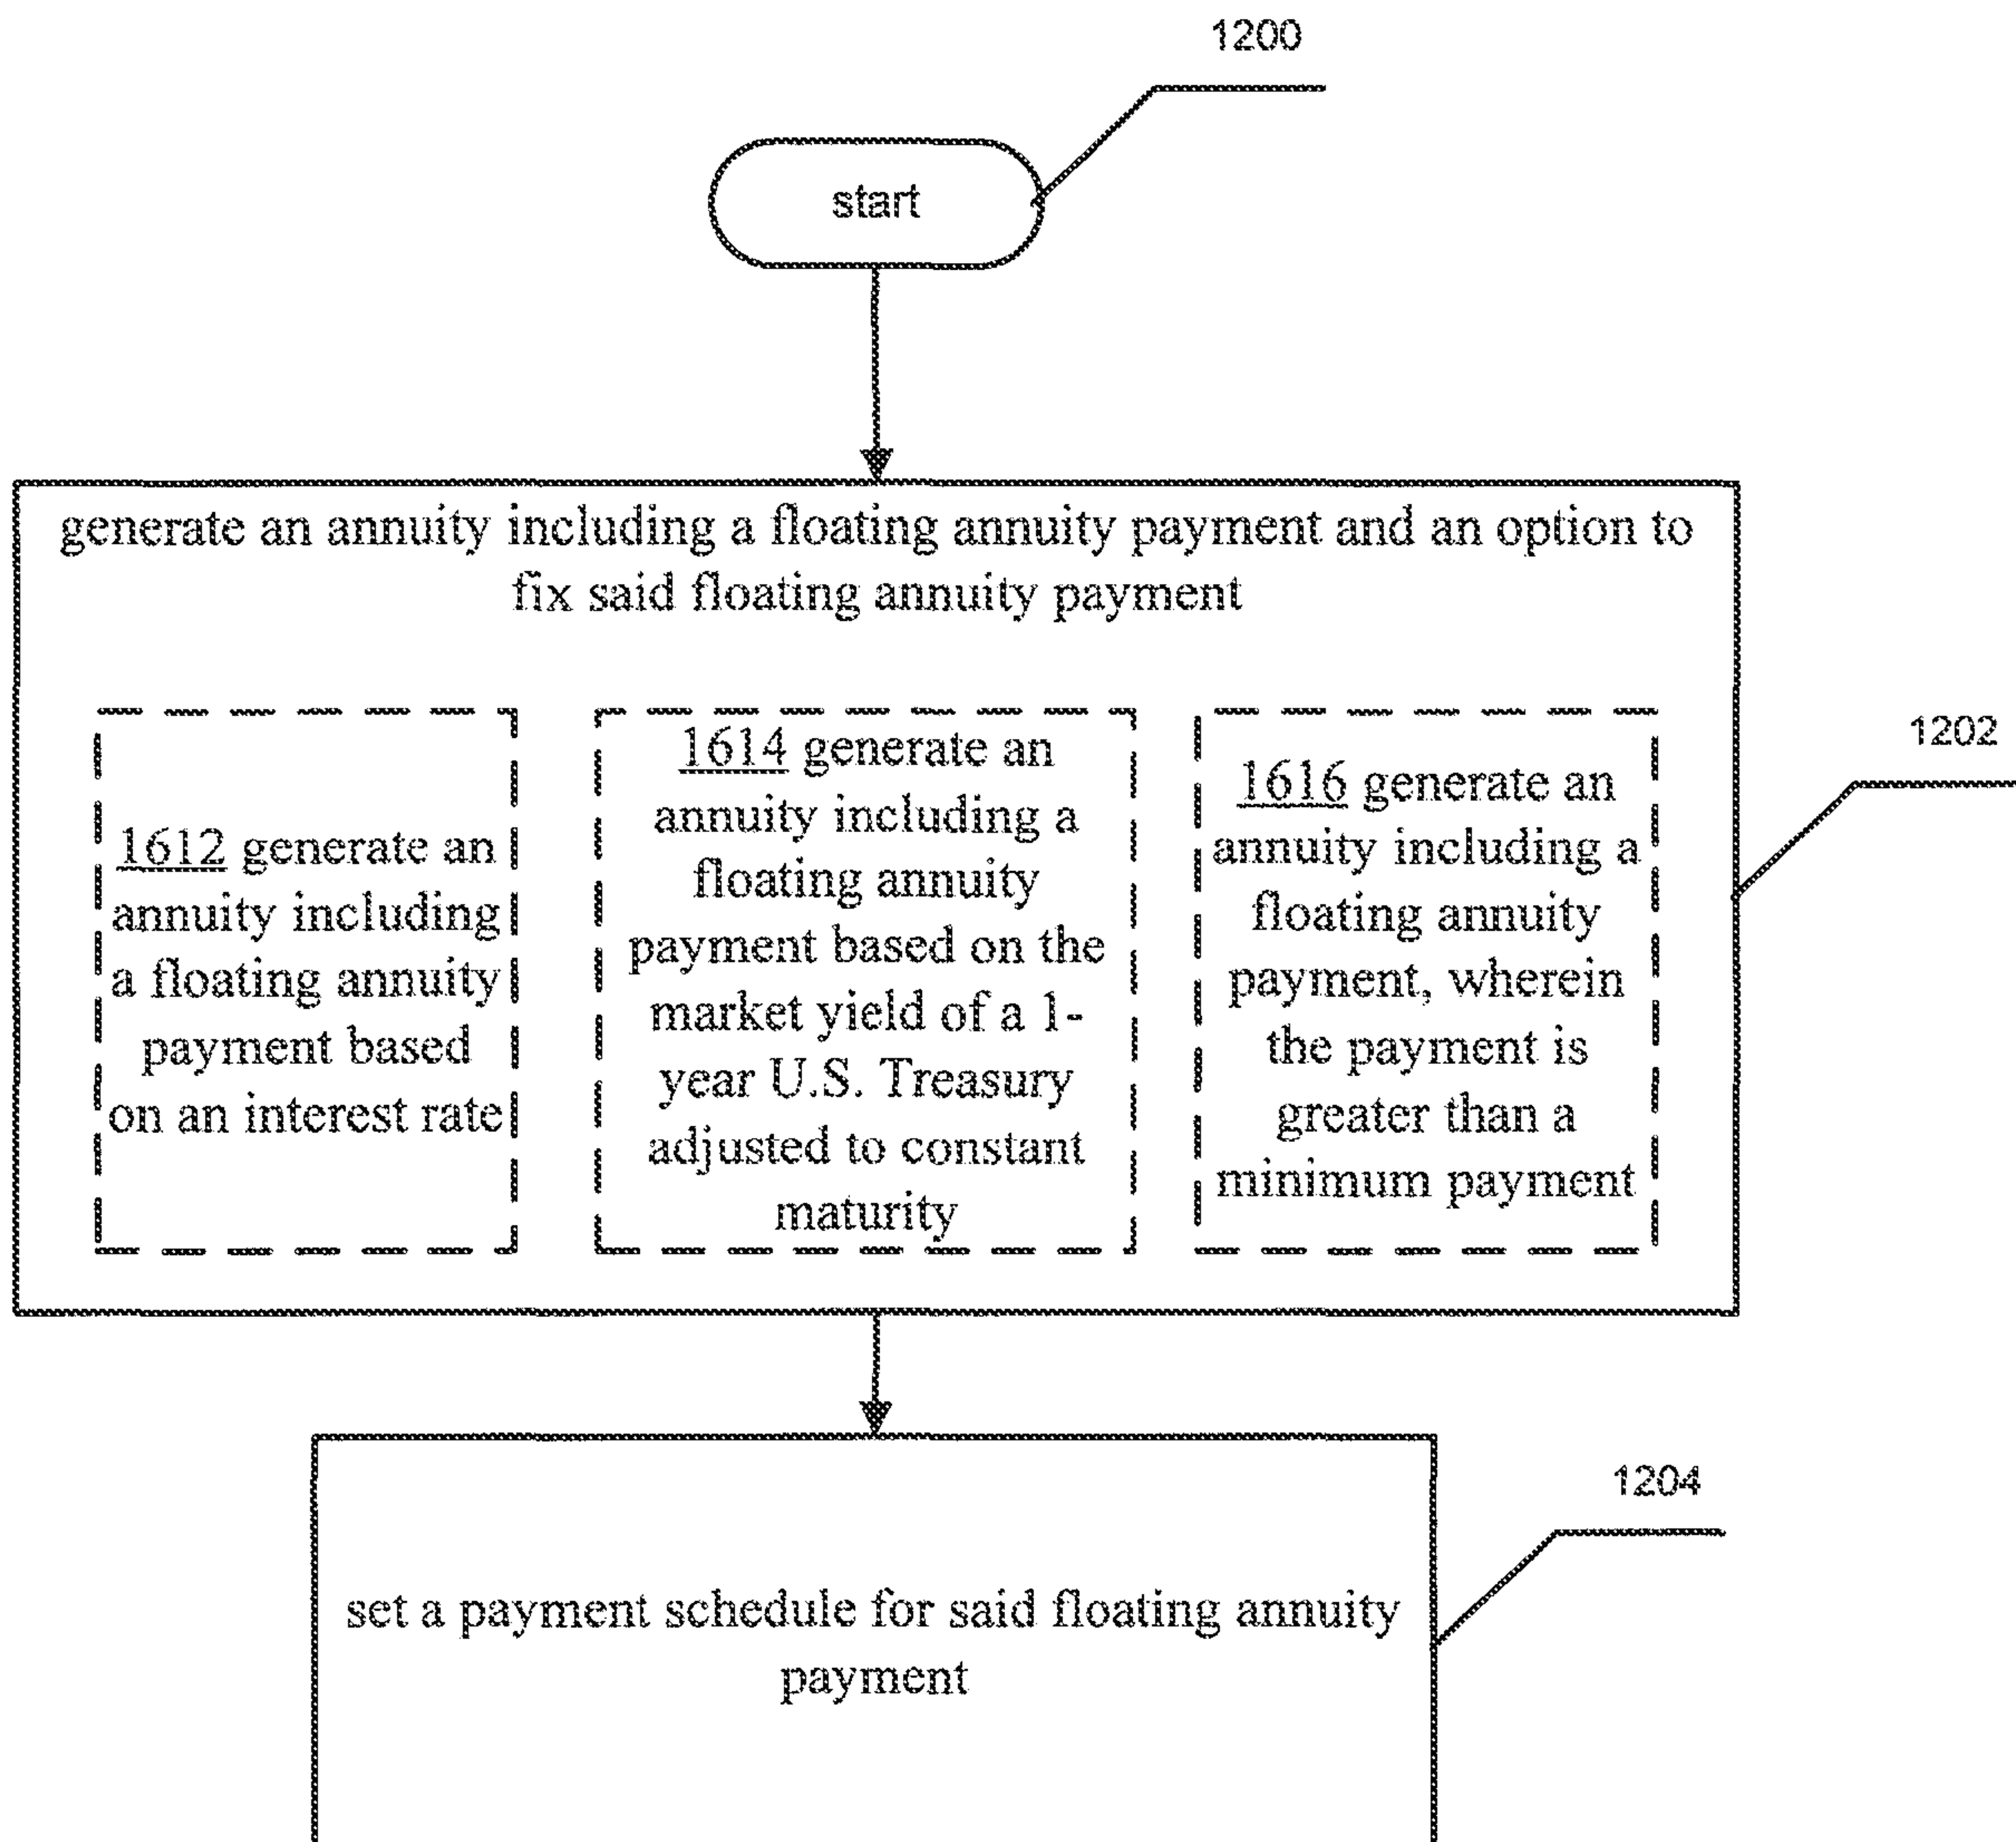 1200
start
generate an annuity including a floating annuity payment and an option to
fix said floating annuity payment
1202
1612 generate an
annuity including
a floating annuity
payment based
on an interest rate
1614 generate an
annuity including a
floating annuity
payment based on the
market yield of a 1-
year U.S. Treasury
adjusted to constant
maturity
1616 generate an
annuity including a
floating annuity
payment, wherein
the payment is
greater than a
minimum payment
1204
set a payment schedule for said floating annuity
payment